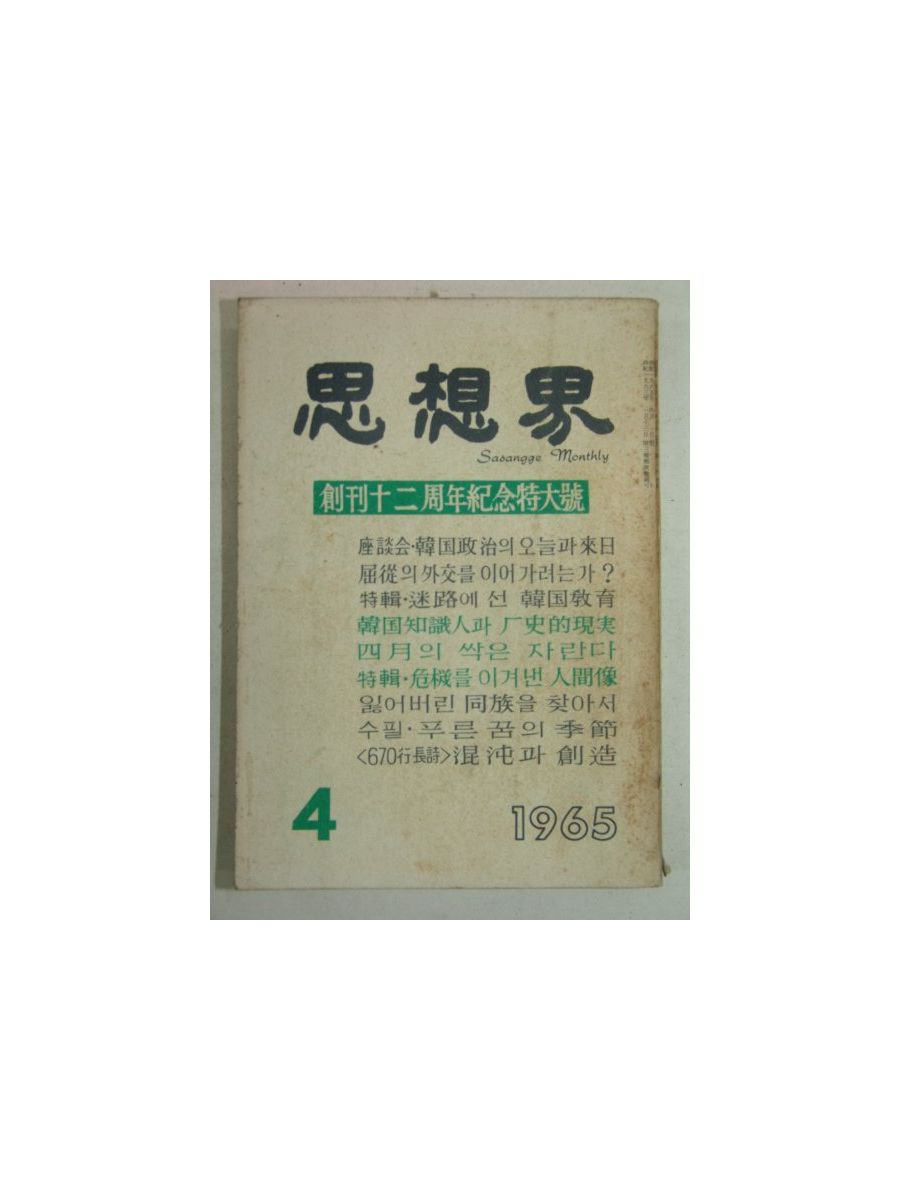 思想界
Sasangge Monthly
創刊十二周年紀念特大號
座談会·韓国政治의 오늘과 來日
屈從의 外交를 이어가려는가?
特輯·迷路에 선 韓国敎育
韓国知識人과 厂史的現実
四月의 싹은 자란다
特輯·危機를 이겨낸 人間像
잃어버린 同族을 찾아서
수필·푸른 꿈의 季節
<670行長詩>混沌과 創造
4
1965